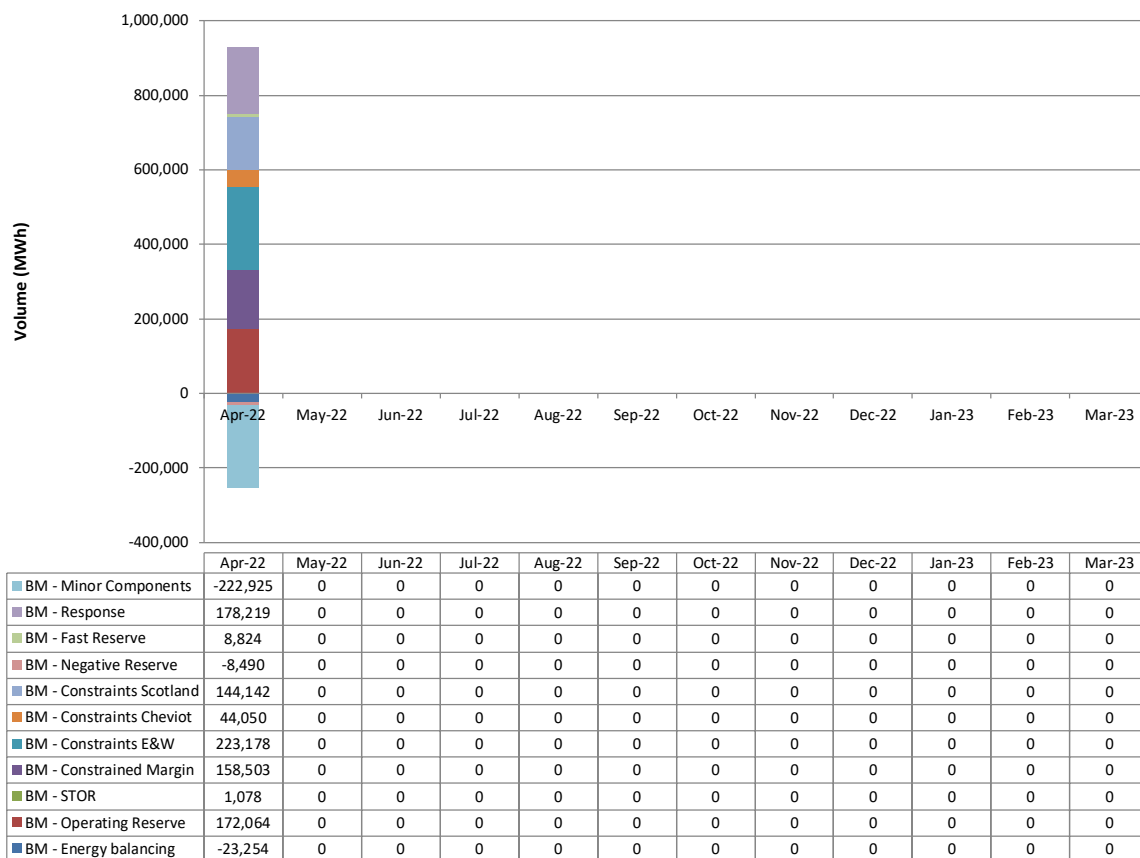 1,000,000
800,000
600,000
400,000
200,000
0
-200,000
-400,000
Volume (MWh)
Apr-22 May-22 Jun-22 Jul-22 Aug-22 Sep-22 Oct-22 Nov-22 Dec-22 Jan-23 Feb-23 Mar-23
Apr-22 May-22 Jun-22 Jul-22 Aug-22 Sep-22 Oct-22 Nov-22 Dec-22 Jan-23 Feb-23 Mar-23
BM - Minor Components -222,925 0 0 0 0 0 0 0 0 0 0 0
BM - Response 178,219 0 0 0 0 0 0 0 0 0 0 0
BM - Fast Reserve 8,824 0 0 0 0 0 0 0 0 0 0 0
BM - Negative Reserve -8,490 0 0 0 0 0 0 0 0 0 0 0
BM - Constraints Scotland 144,142 0 0 0 0 0 0 0 0 0 0 0
BM - Constraints Cheviot 44,050 0 0 0 0 0 0 0 0 0 0 0
BM - Constraints E&W 223,178 0 0 0 0 0 0 0 0 0 0 0
BM - Constrained Margin 158,503 0 0 0 0 0 0 0 0 0 0 0
BM - STOR 1,078 0 0 0 0 0 0 0 0 0 0 0
BM - Operating Reserve 172,064 0 0 0 0 0 0 0 0 0 0 0
BM - Energy balancing -23,254 0 0 0 0 0 0 0 0 0 0 0